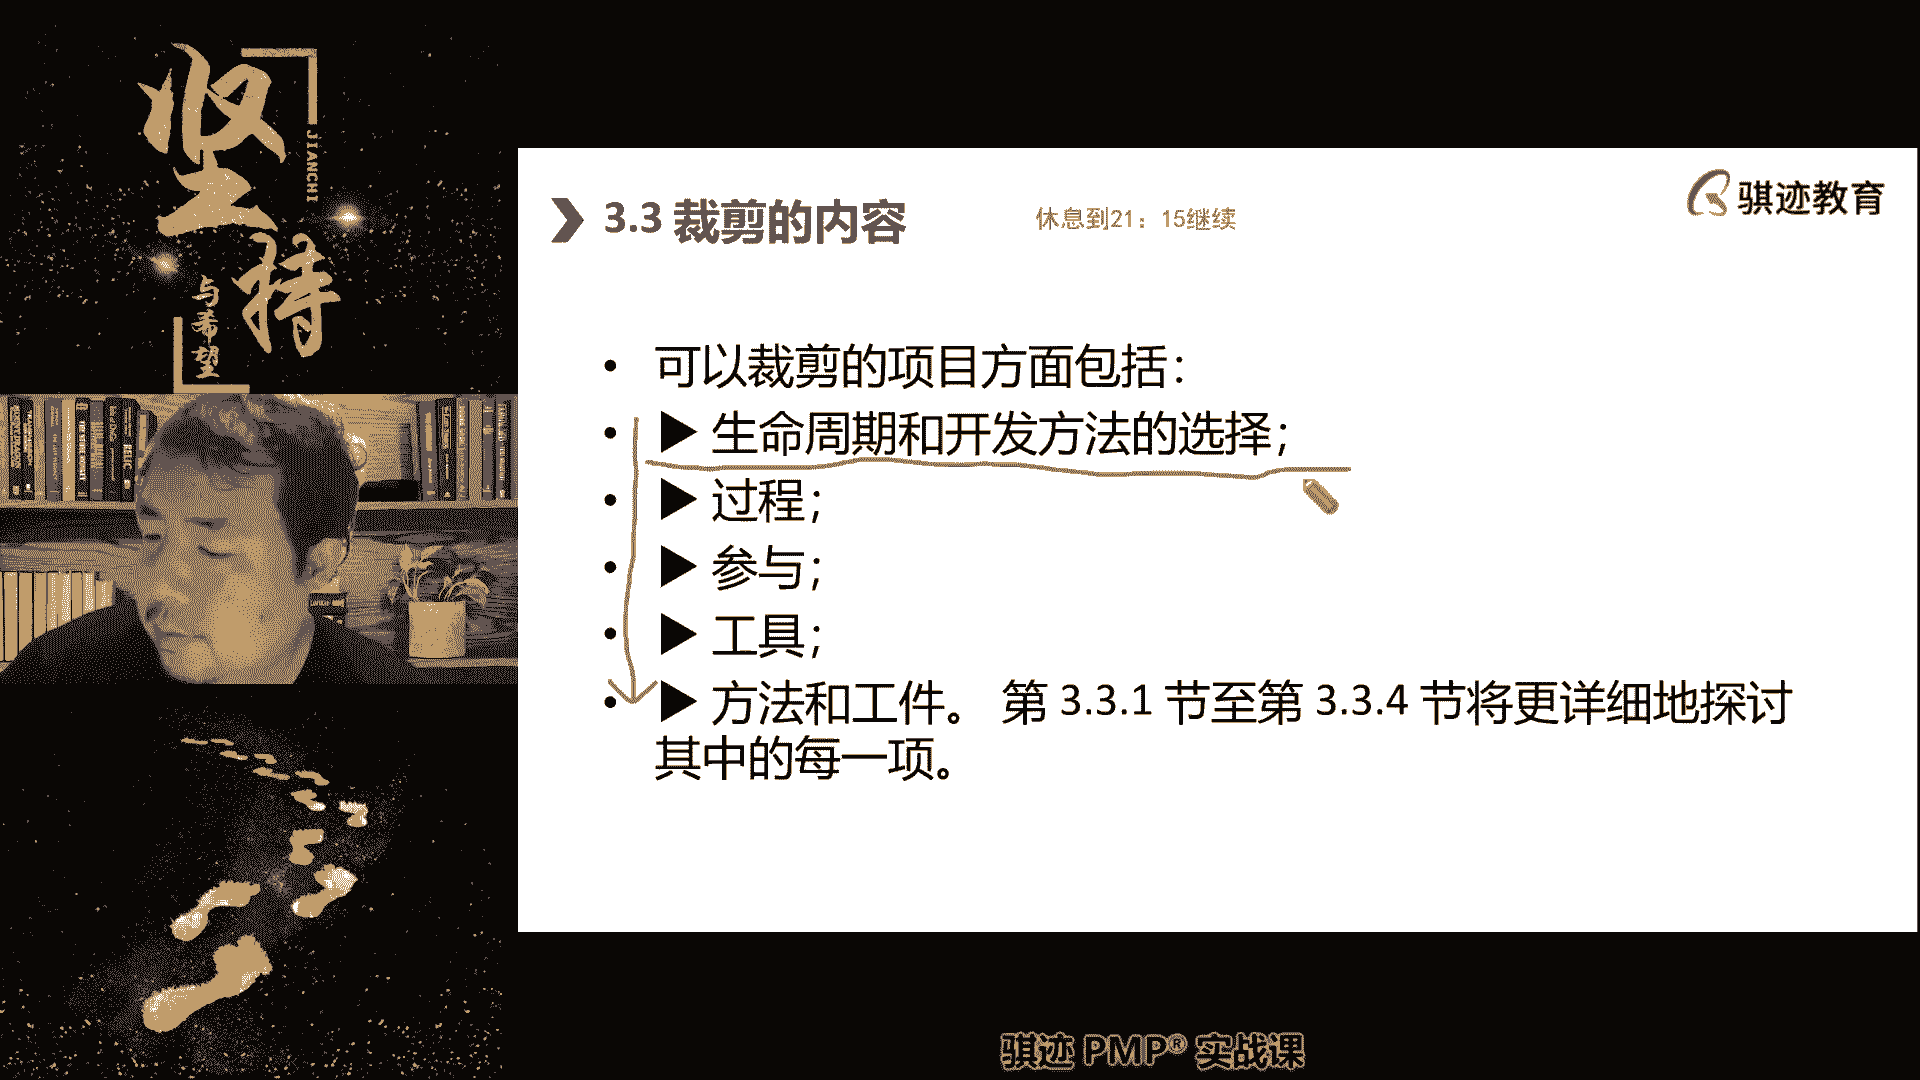 坚持
JIANCHI
与希望
3.3 裁剪的内容
休息到21：15继续
骐迹教育
• 可以裁剪的项目方面包括：
• ▶ 生命周期和开发方法的选择；
• ▶ 过程；
• ▶ 参与；
• ▶ 工具；
• ▶ 方法和工件。 第 3.3.1 节至第 3.3.4 节将更详细地探讨
其中的每一项。
骐迹 PMP® 实战课